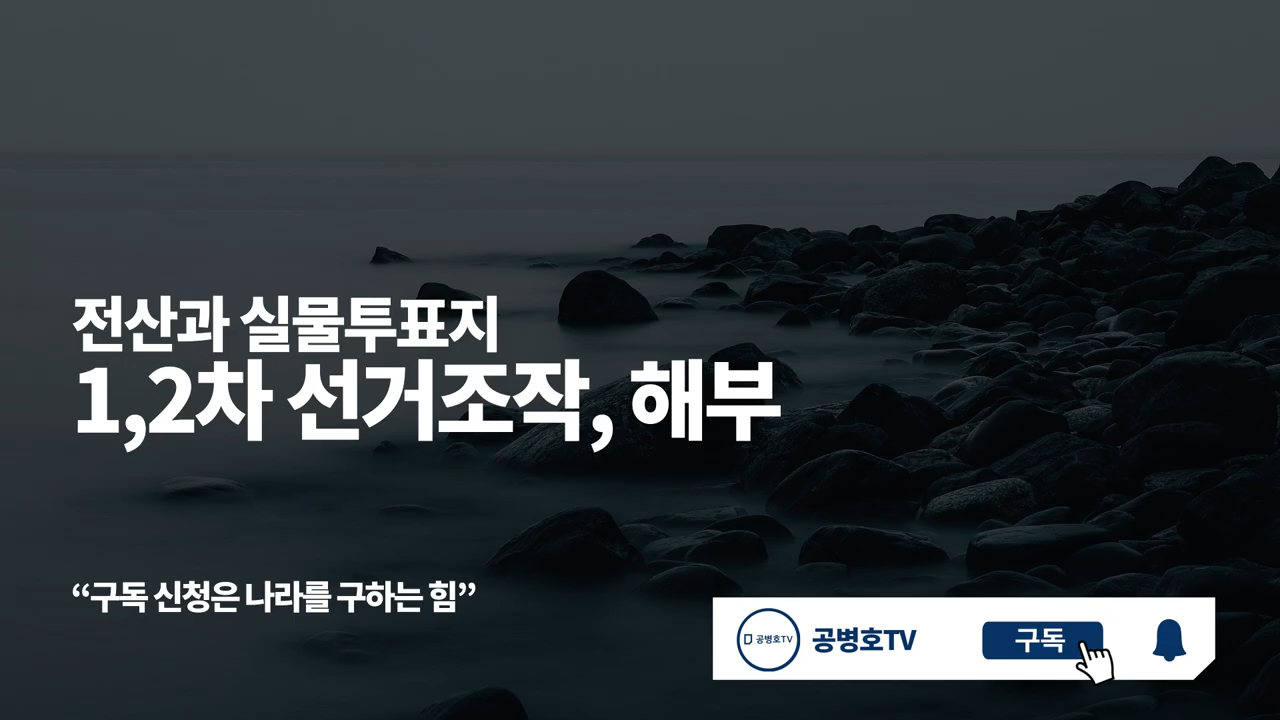 전산과 실물투표지
1,2차 선거조작, 해부
“구독 신청은 나라를 구하는 힘”
공병호TV
공병호TV
구독